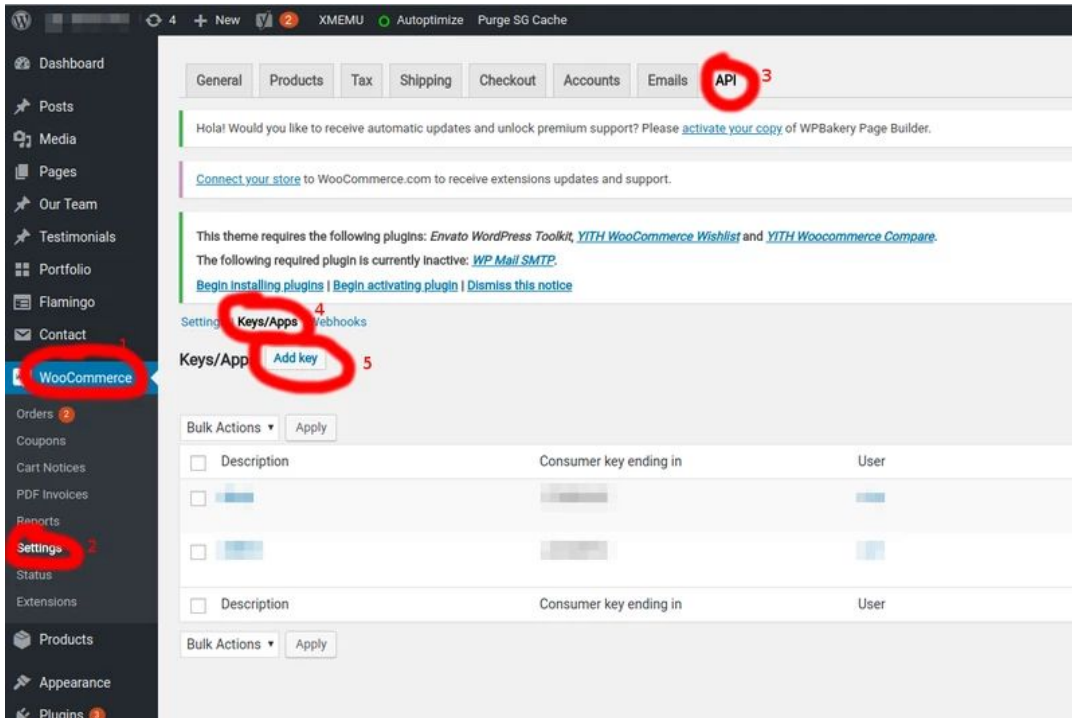 4 + New 2 XMEMU Autoptimize Purge SG Cache
Dashboard
Posts
Media
Pages
Our Team
Testimonials
Portfolio
Flamingo
Contact
1
WooCommerce
Orders 2
Coupons
Cart Notices
PDF Invoices
Reports
Settings 2
Status
Extensions
Products
Appearance
Plugins
General Products Tax Shipping Checkout Accounts Emails API 3
Hola! Would you like to receive automatic updates and unlock premium support? Please activate your copy of WPBakery Page Builder.
Connect your store to WooCommerce.com to receive extensions updates and support.
This theme requires the following plugins: Envato WordPress Toolkit, YITH WooCommerce Wishlist and YITH Woocommerce Compare.
The following required plugin is currently inactive: WP Mail SMTP.
Begin installing plugins | Begin activating plugin | Dismiss this notice
4
Settings Keys/Apps Webhooks
Keys/Apps Add key 5
Bulk Actions Apply
Description Consumer key ending in User
Description Consumer key ending in User
Bulk Actions Apply